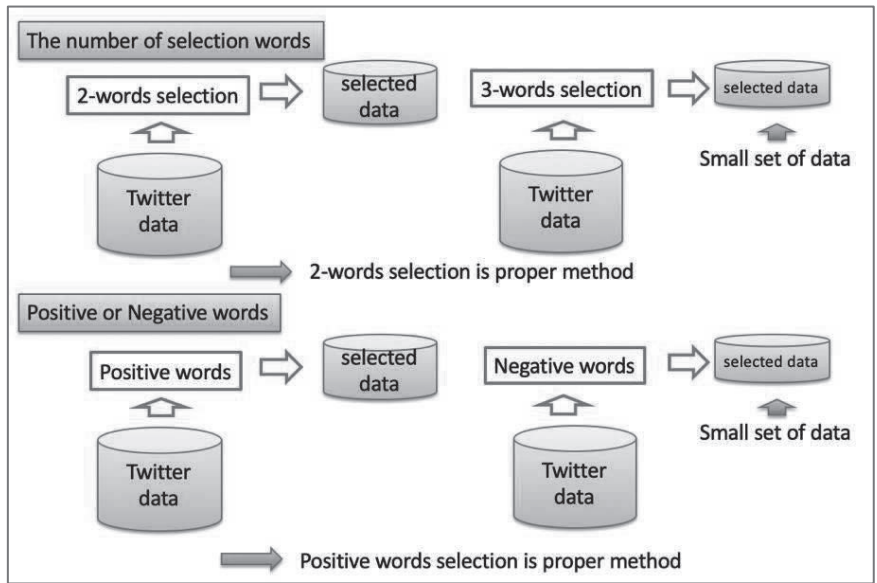 The number of selection words
2-words selection
selected
data
3-words selection
selected data
Small set of data
Twitter
data
Twitter
data
2-words selection is proper method
Positive or Negative words
Positive words
selected
data
Negative words
selected data
Small set of data
Twitter
data
Twitter
data
Positive words selection is proper method